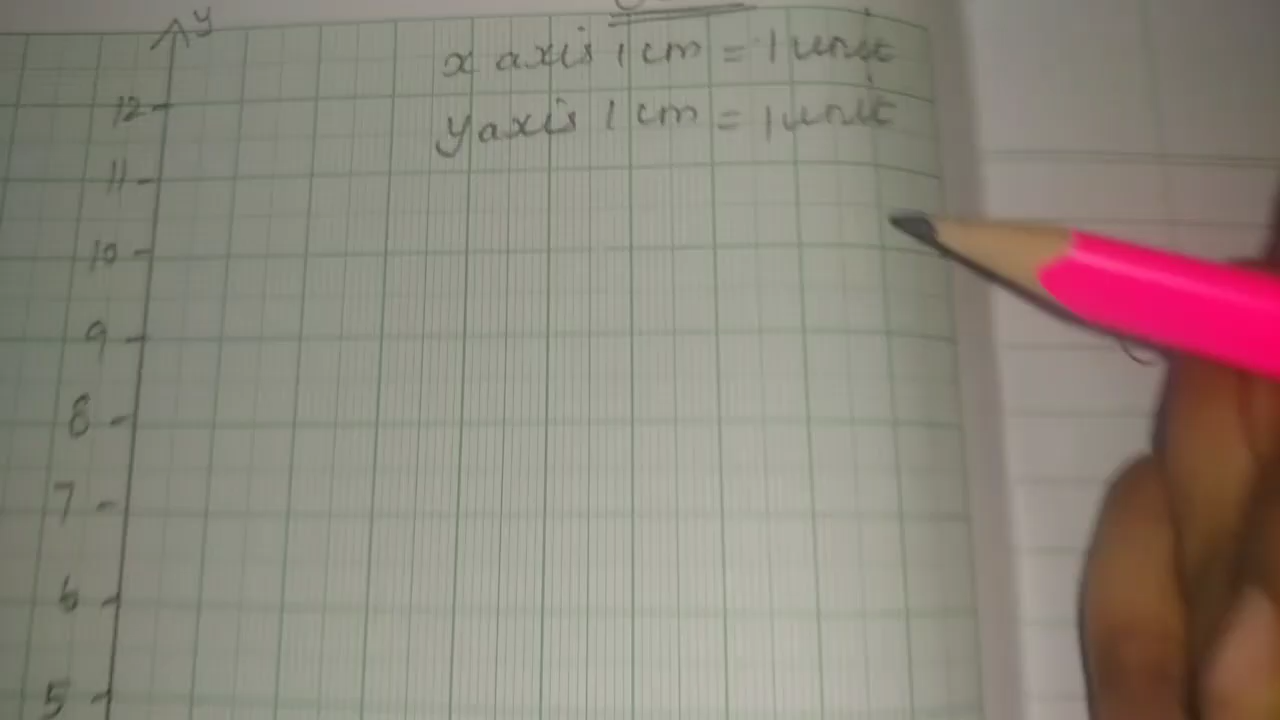 y
x axis 1 cm = 1 unit
12
y axis 1 cm = 1 unit
11
10
9
8
7
6
5